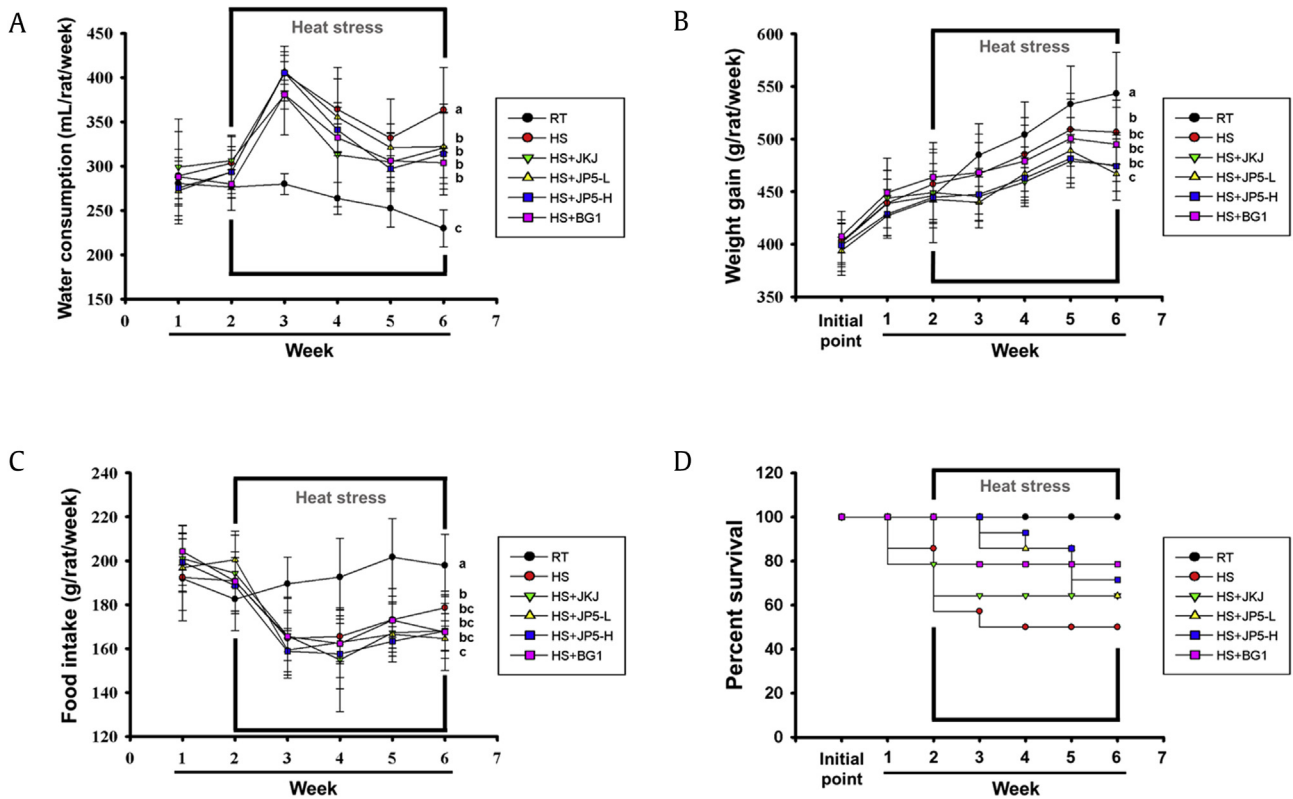 A
Water consumption (mL/rat/week)
450
400
350
300
250
200
150
Heat stress
a
b
b
b
b
c
0
1
2
3
4
5
6
7
Week
RT
HS
HS+JKJ
HS+JP5-L
HS+JP5-H
HS+BG1
B
Weight gain (g/rat/week)
600
550
500
450
400
350
Heat stress
a
b
bc
bc
bc
c
Initial point
1
2
3
4
5
6
7
Week
RT
HS
HS+JKJ
HS+JP5-L
HS+JP5-H
HS+BG1
C
Food intake (g/rat/week)
240
220
200
180
160
140
120
Heat stress
a
b
bc
bc
bc
c
0
1
2
3
4
5
6
7
Week
RT
HS
HS+JKJ
HS+JP5-L
HS+JP5-H
HS+BG1
D
Percent survival
120
100
80
60
40
20
0
Heat stress
Initial point
1
2
3
4
5
6
7
Week
RT
HS
HS+JKJ
HS+JP5-L
HS+JP5-H
HS+BG1